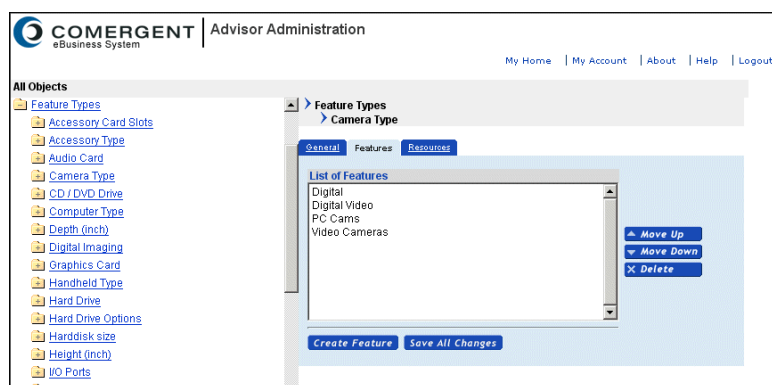 COMERGENT
eBusiness System
Advisor Administration
My Home | My Account | About | Help | Logout
All Objects
Feature Types
Accessory Card Slots
Accessory Type
Audio Card
Camera Type
CD / DVD Drive
Computer Type
Depth (inch)
Digital Imaging
Graphics Card
Handheld Type
Hard Drive
Hard Drive Options
Harddisk size
Height (inch)
I/O Ports
Feature Types
Camera Type
General Features Resources
List of Features
Digital
Digital Video
PC Cams
Video Cameras
Move Up
Move Down
X Delete
Create Feature Save All Changes